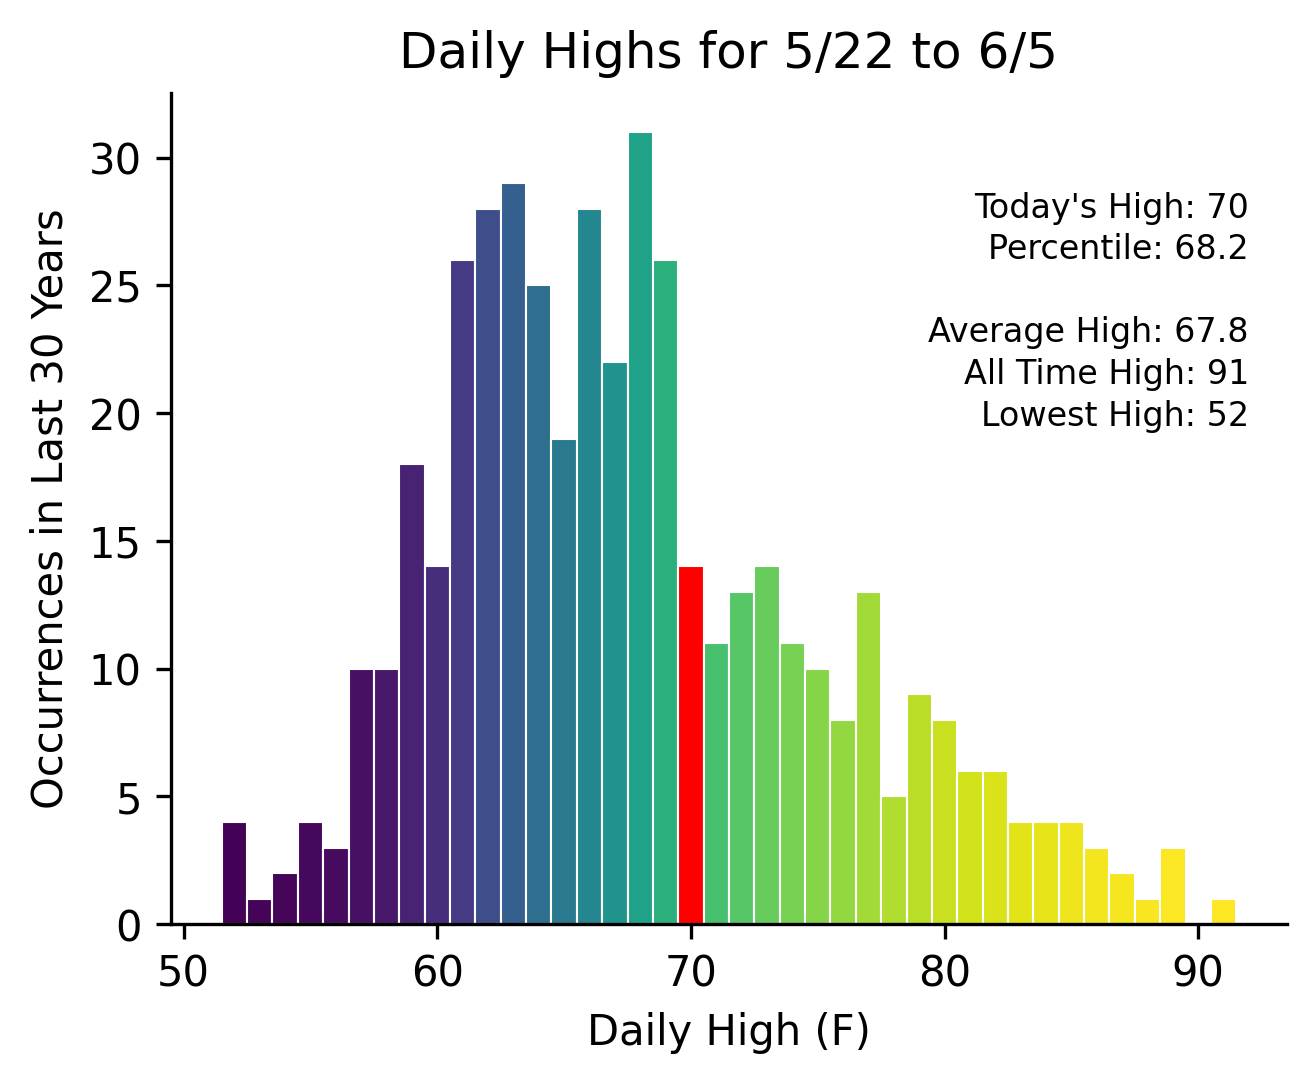 Daily Highs for 5/22 to 6/5
Occurrences in Last 30 Years
30
25
20
15
10
5
0
Today's High: 70
Percentile: 68.2
Average High: 67.8
All Time High: 91
Lowest High: 52
50 60 70 80 90
Daily High (F)